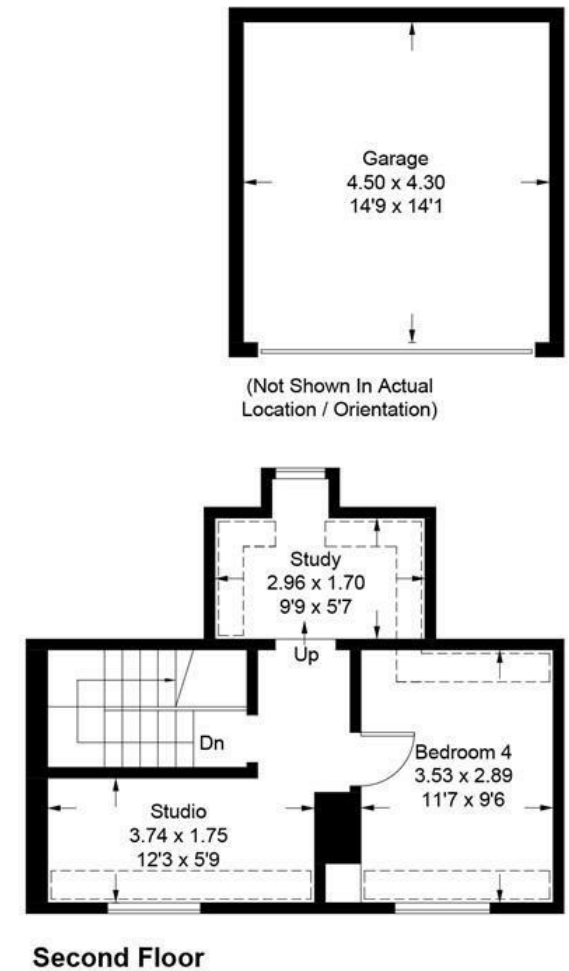 Garage
4.50 x 4.30
14'9 x 14'1
(Not Shown In Actual
Location / Orientation)
Study
2.96 x 1.70
9'9 x 5'7
Up
Dn
Bedroom 4
3.53 x 2.89
11'7 x 9'6
Studio
3.74 x 1.75
12'3 x 5'9
Second Floor